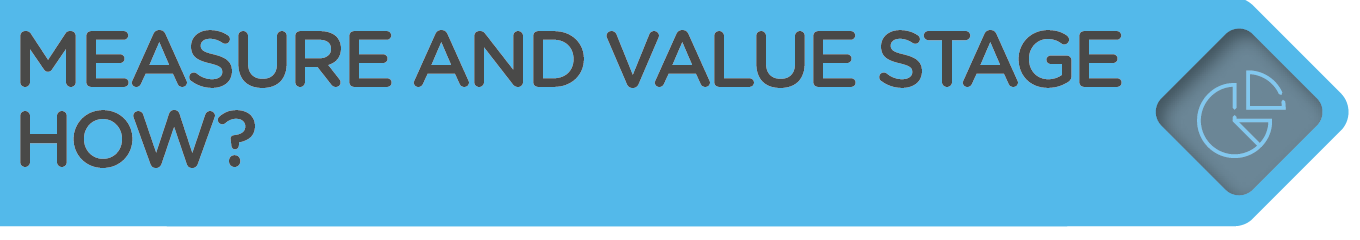 MEASURE AND VALUE STAGE
HOW?